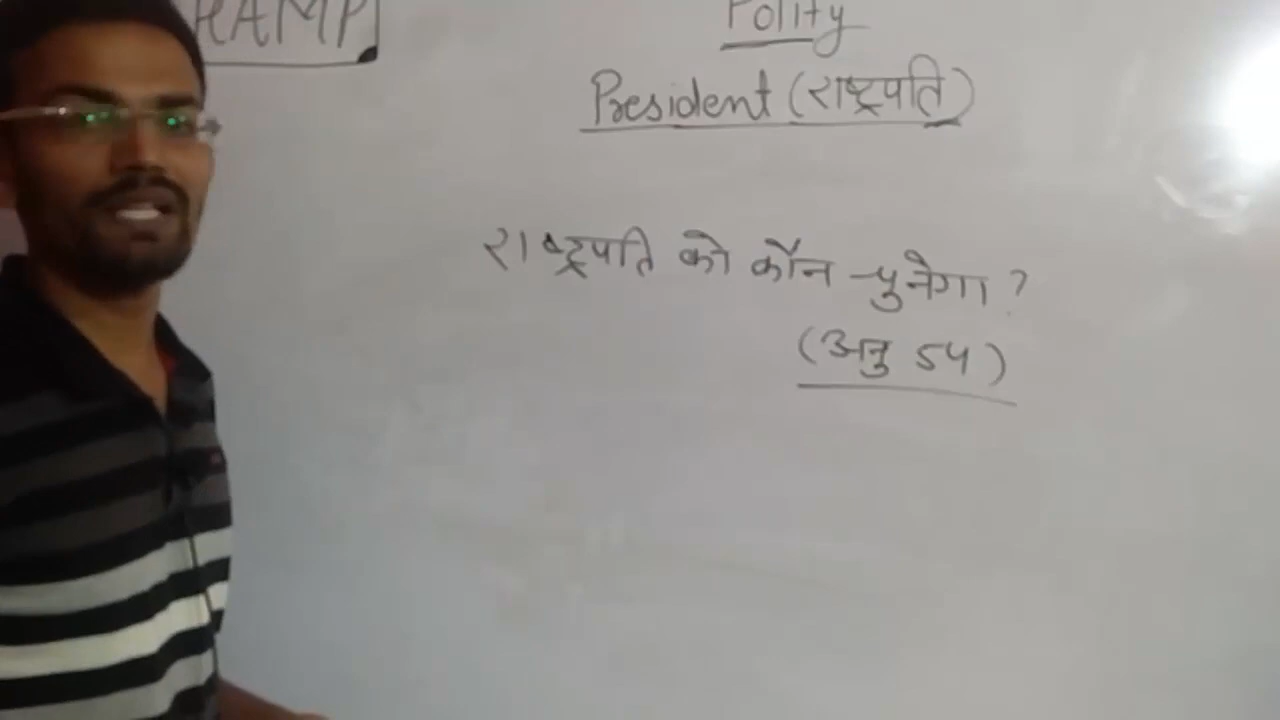 RAMP
Polity
President (राष्ट्रपति)
राष्ट्रपति को कौन चुनेगा ?
(अनु 54)